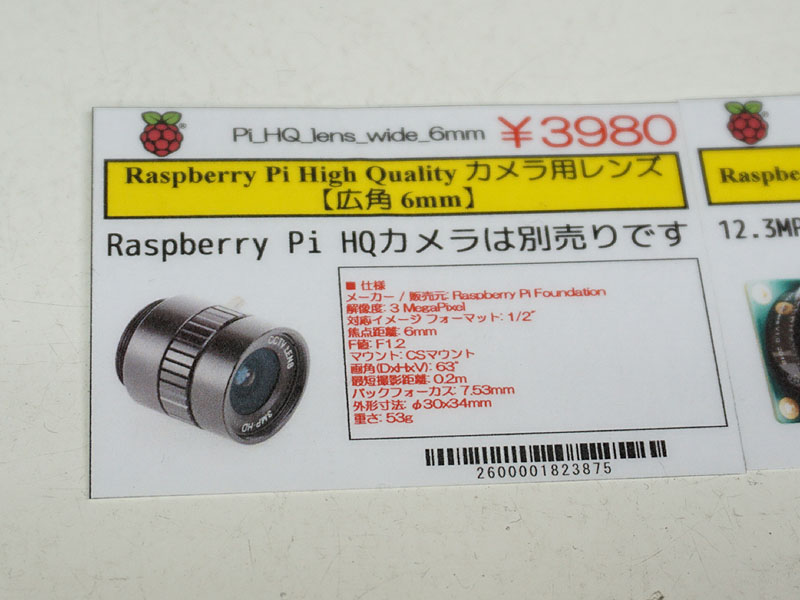 Pi_HQ_lens_wide_6mm ¥3980
Raspberry Pi High Quality カメラ用レンズ
【広角 6mm】
Raspberry Pi HQカメラは別売りです
■ 仕様
メーカー / 販売元: Raspberry Pi Foundation
解像度: 3 MegaPixel
対応イメージ フォーマット: 1/2"
焦点距離: 6mm
F値: F1.2
マウント: CSマウント
画角(DxHxV): 63°
最短撮影距離: 0.2m
バックフォーカス: 7.53mm
外形寸法: φ30x34mm
重さ: 53g
CCTV LENS
3MP HD
2600001823875
Raspbe
12.3MP